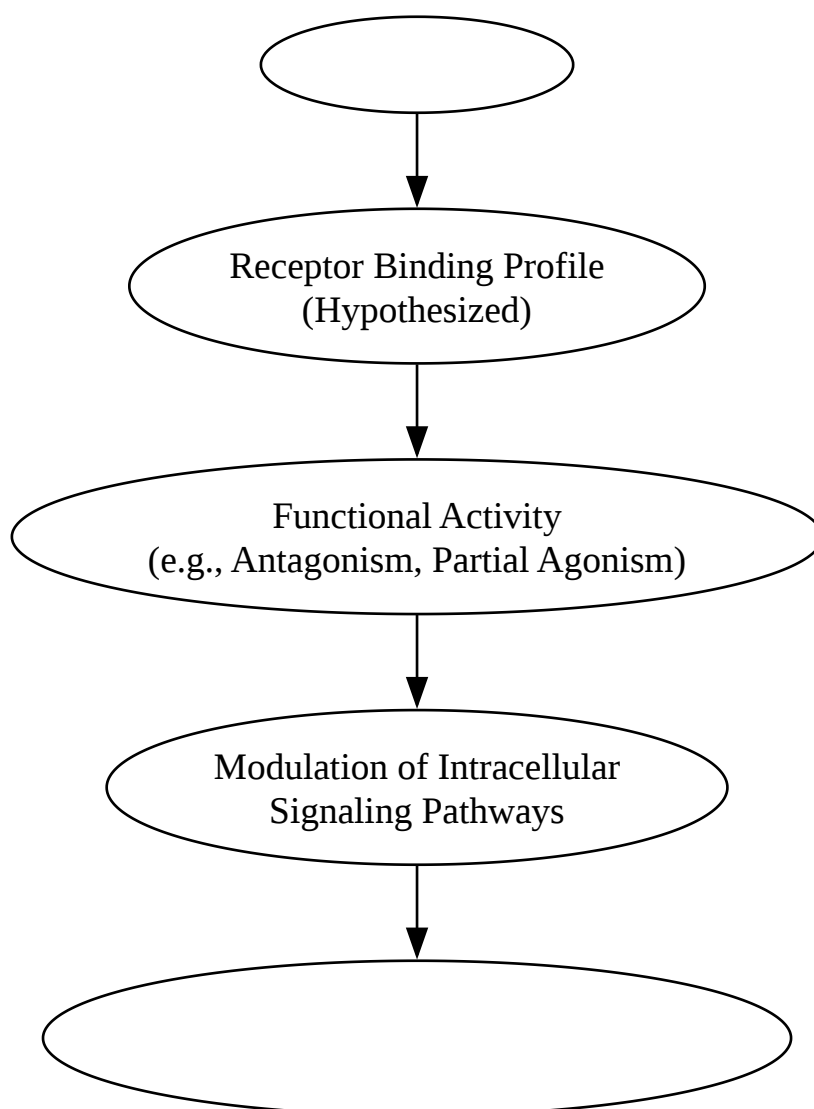 Receptor Binding Profile
(Hypothesized)
Functional Activity
(e.g., Antagonism, Partial Agonism)
Modulation of Intracellular
Signaling Pathways